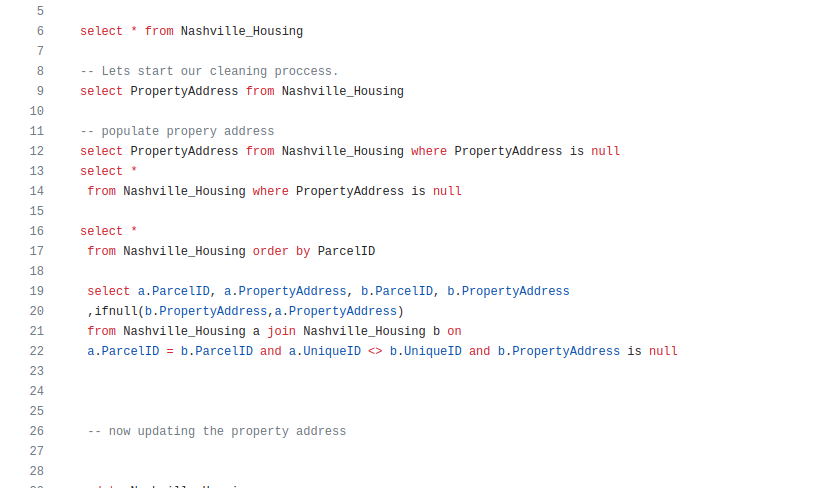 5
6 select * from Nashville_Housing
7
8 -- Lets start our cleaning proccess.
9 select PropertyAddress from Nashville_Housing
10
11 -- populate propery address
12 select PropertyAddress from Nashville_Housing where PropertyAddress is null
13 select *
14 from Nashville_Housing where PropertyAddress is null
15
16 select *
17 from Nashville_Housing order by ParcelID
18
19 select a.ParcelID, a.PropertyAddress, b.ParcelID, b.PropertyAddress
20 ,ifnull(b.PropertyAddress,a.PropertyAddress)
21 from Nashville_Housing a join Nashville_Housing b on
22 a.ParcelID = b.ParcelID and a.UniqueID <> b.UniqueID and b.PropertyAddress is null
23
24
25
26 -- now updating the property address
27
28